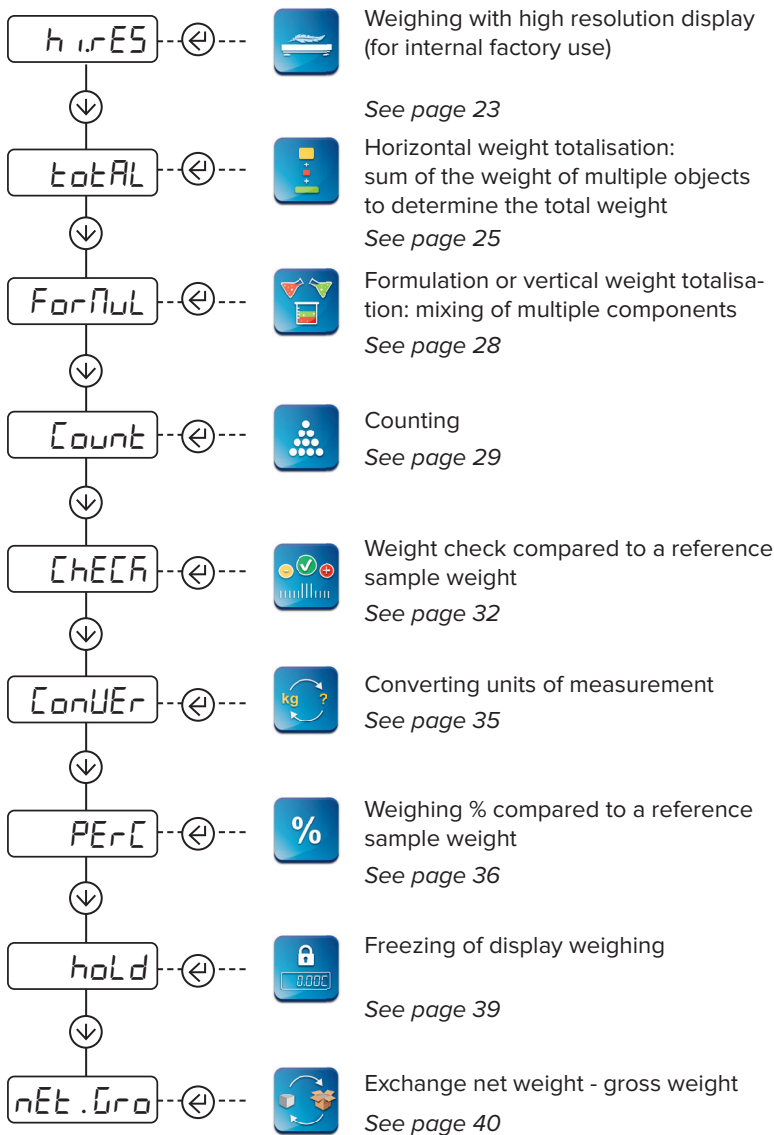 hi.rES
Weighing with high resolution display
(for internal factory use)
See page 23
totAL
Horizontal weight totalisation:
sum of the weight of multiple objects
to determine the total weight
See page 25
ForMuL
Formulation or vertical weight totalisa-
tion: mixing of multiple components
See page 28
Count
Counting
See page 29
ChECk
Weight check compared to a reference
sample weight
See page 32
ConVEr
kg ?
Converting units of measurement
See page 35
PErC
%
Weighing % compared to a reference
sample weight
See page 36
hoLd
0.00C
Freezing of display weighing
See page 39
nEt.Gro
Exchange net weight - gross weight
See page 40